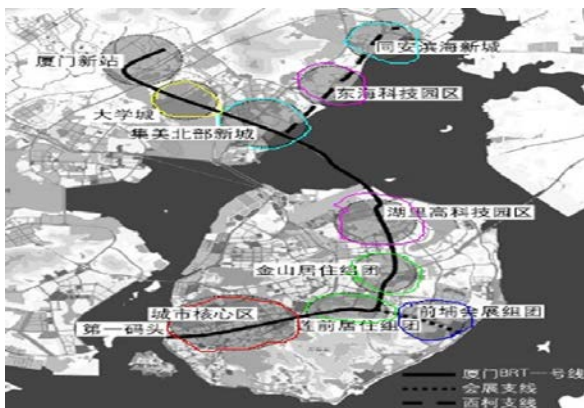 同安滨海新城
厦门新站
东海科技园区
大学城
集美北部新城
湖里高科技园区
金山居住组团
城市核心区
前埔会展组团
第一码头
莲前居住组团
厦门BRT一号线
会展支线
西柯支线